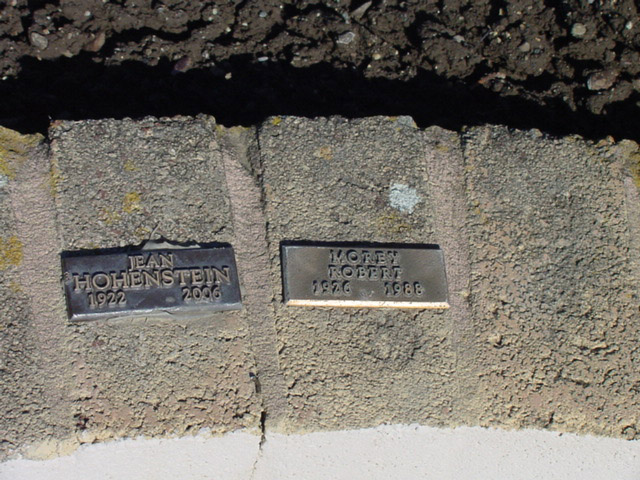 JEAN
HOHENSTEIN
1922 2006
MOREY
ROBERT
1926 1988